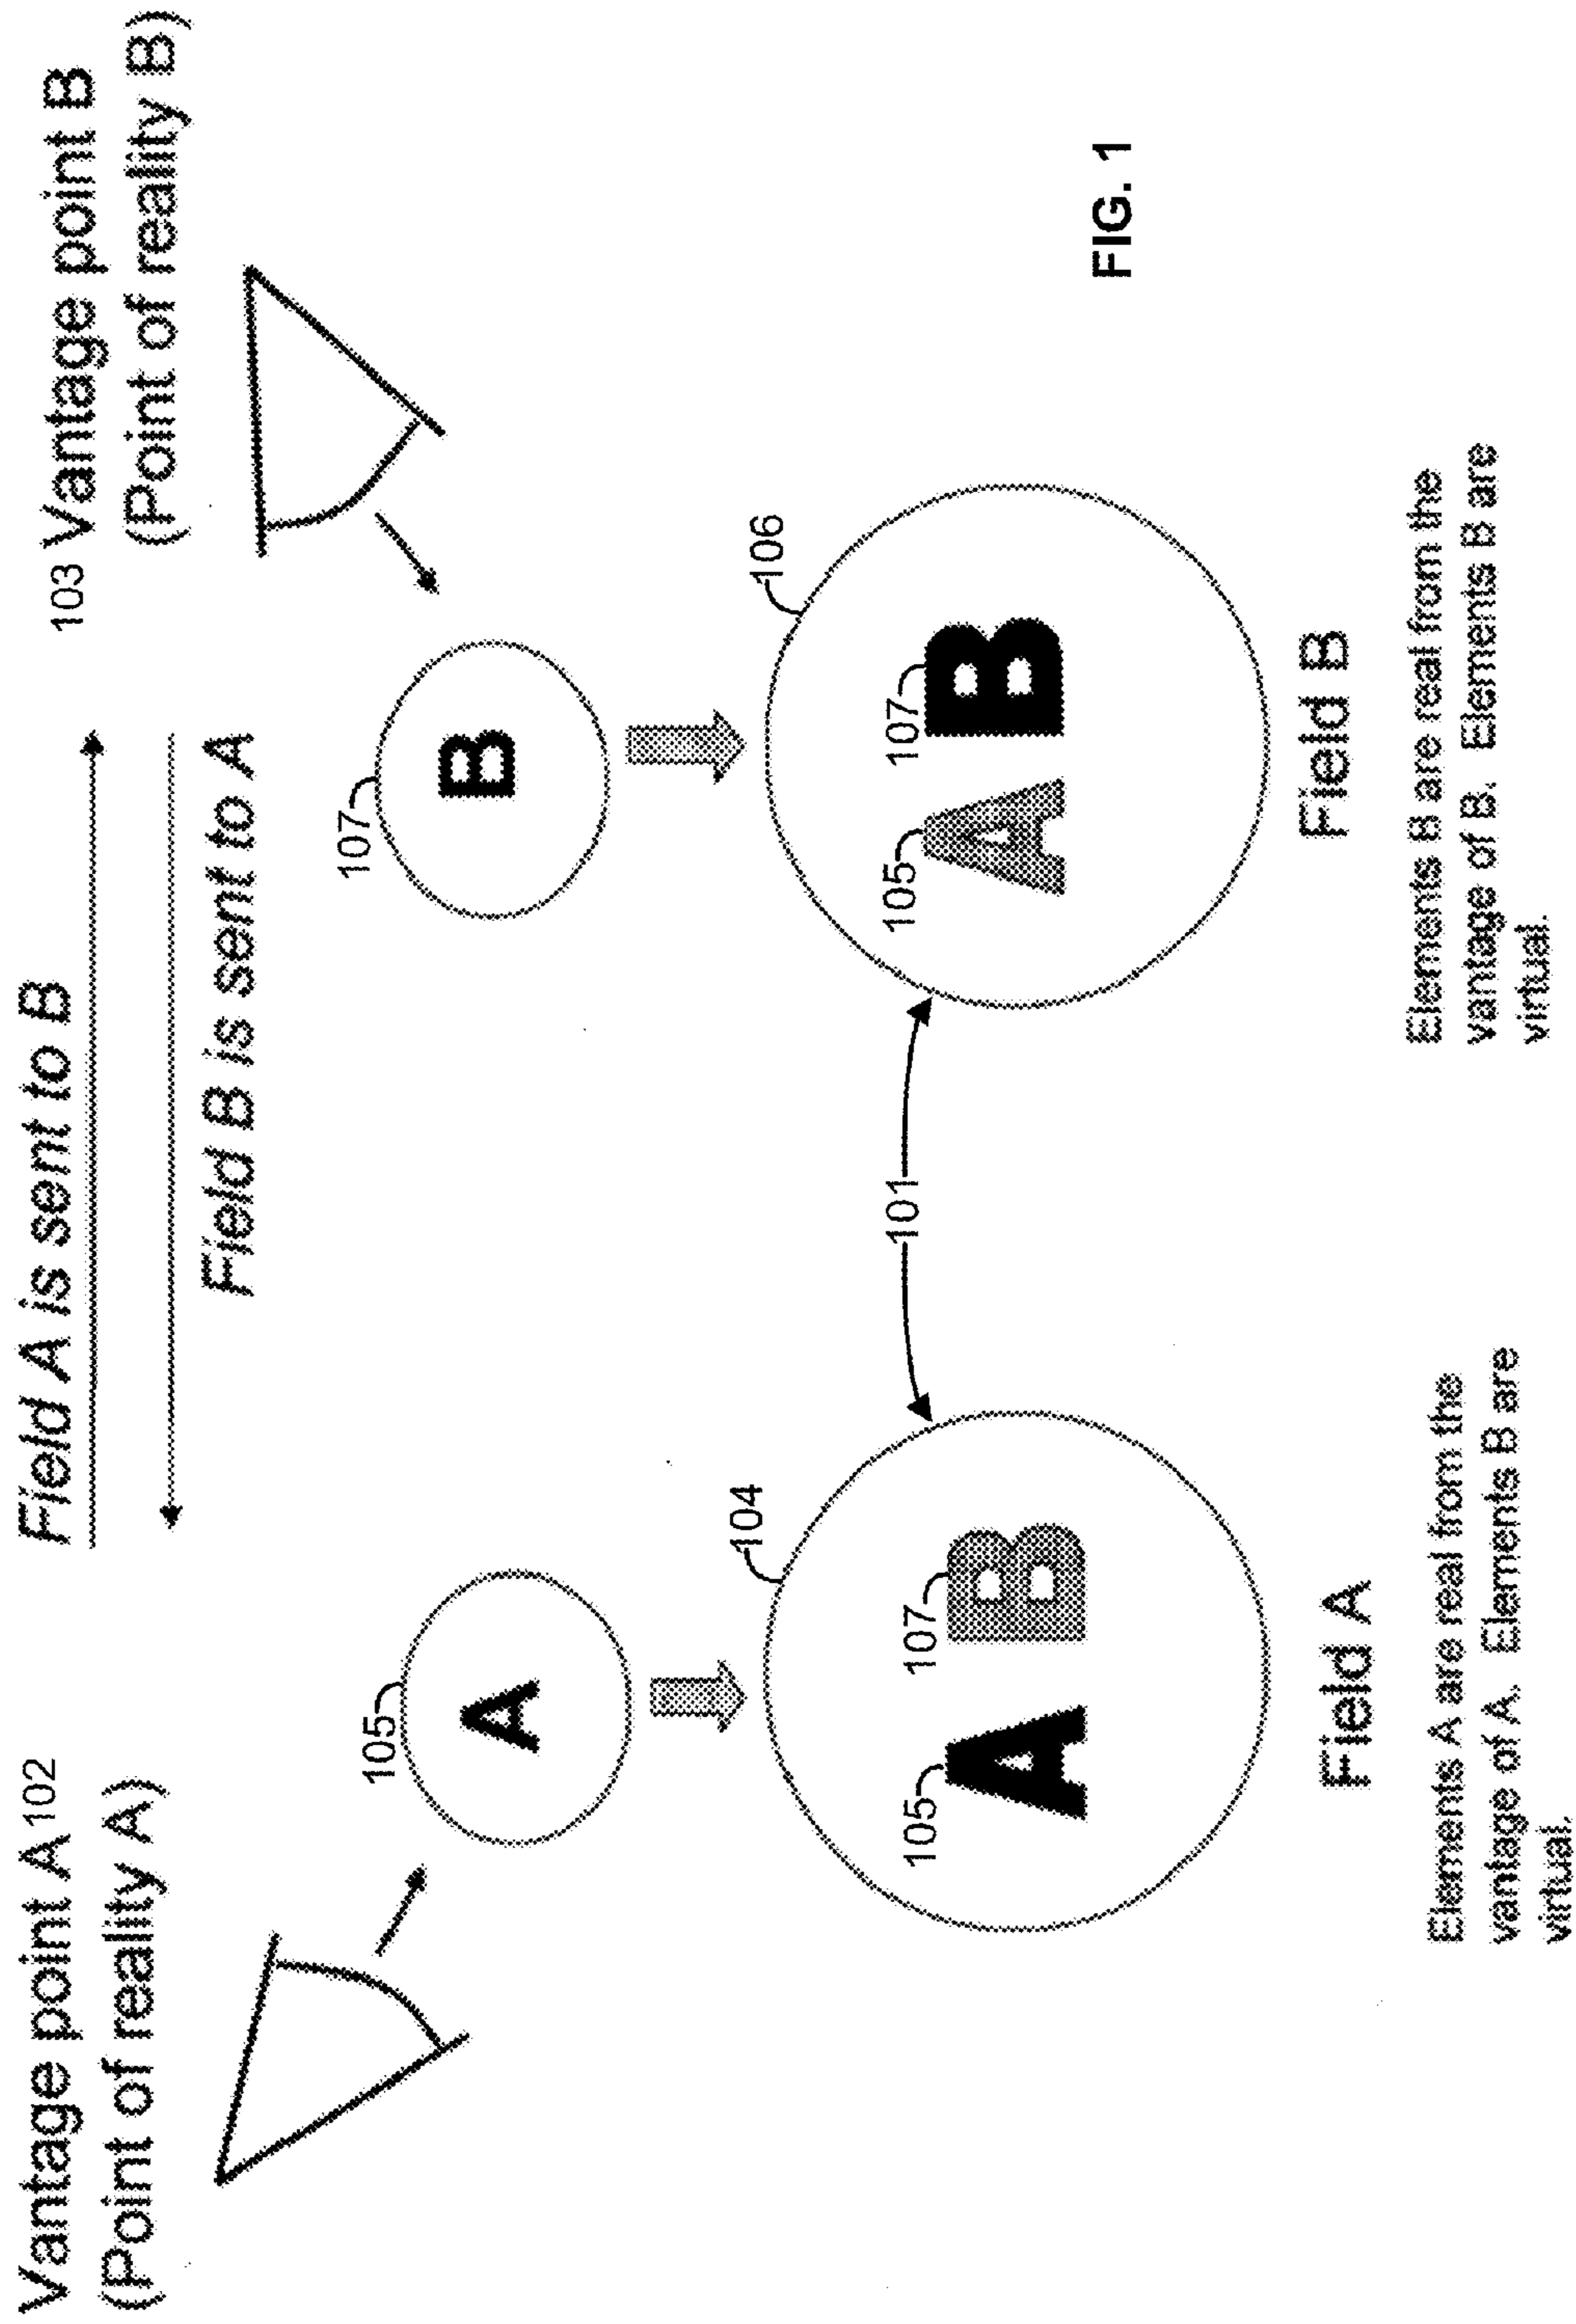 Vantage point A 102
(Point of reality A)
Field A is sent to B
Field B is sent to A
103 Vantage point B
(Point of reality B)
105
A
107
B
104
105
107
A B
Field A
Elements A are real from the
vantage of A. Elements B are
virtual.
101
106
105
107
A B
Field B
Elements B are real from the
vantage of B. Elements B are
virtual.
FIG. 1